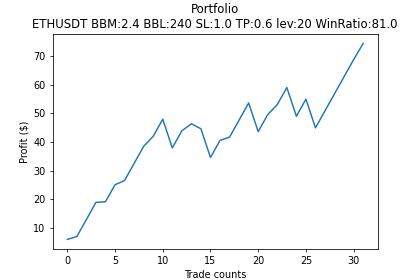 Portfolio
ETHUSDT BBM:2.4 BBL:240 SL:1.0 TP:0.6 lev:20 WinRatio:81.0
Profit ($)
70
60
50
40
30
20
10
0 5 10 15 20 25 30
Trade counts